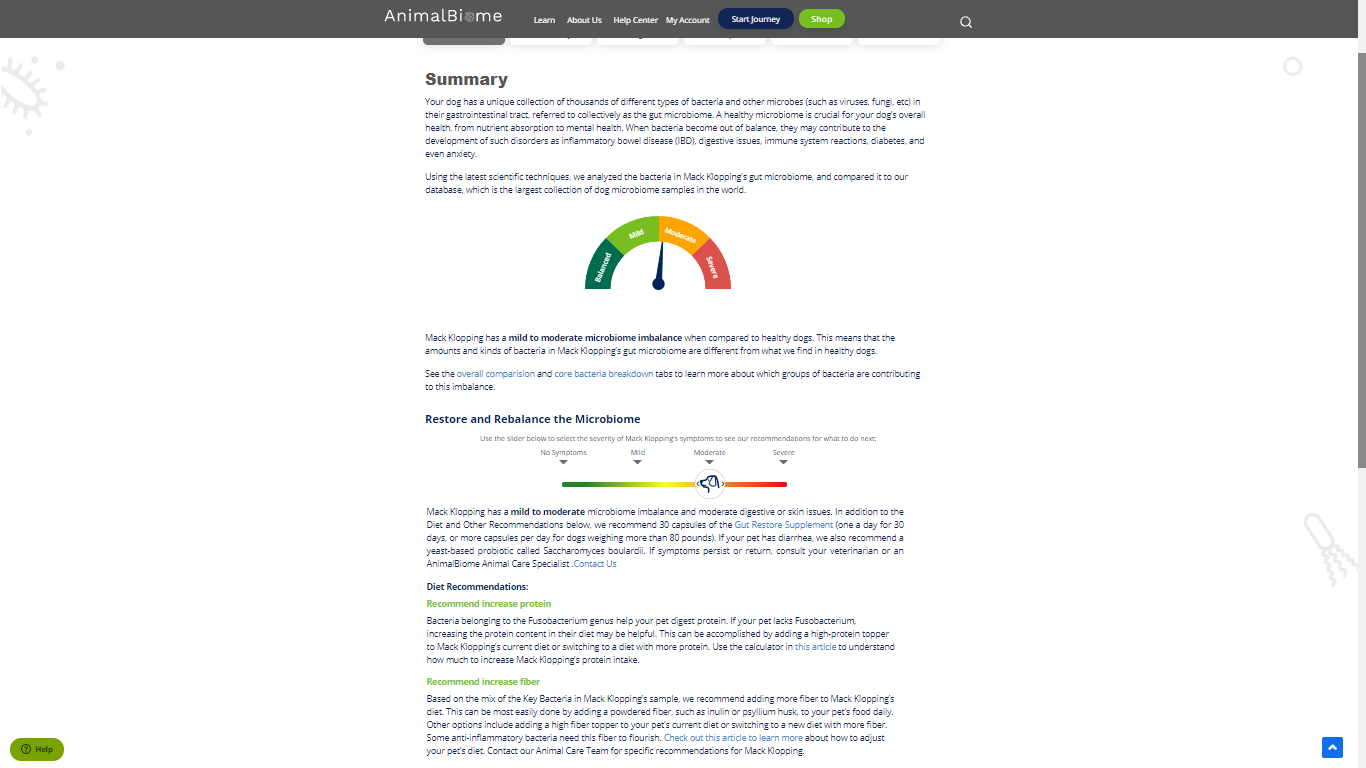 AnimalBiome
Learn About Us Help Center My Account Start Journey Shop
Summary
Your dog has a unique collection of thousands of different types of bacteria and other microbes (such as viruses, fungi, etc) in
their gastrointestinal tract, referred to collectively as the gut microbiome. A healthy microbiome is crucial for your dog's overall
health, from nutrient absorption to mental health. When bacteria become out of balance, they may contribute to the
development of such disorders as inflammatory bowel disease (IBD), digestive issues, immune system reactions, diabetes, and
even anxiety.
Using the latest scientific techniques, we analyzed the bacteria in Mack Klopping's gut microbiome, and compared it to our
database, which is the largest collection of dog microbiome samples in the world.
Balanced
Mild
Moderate
Severe
Mack Klopping has a mild to moderate microbiome imbalance when compared to healthy dogs. This means that the
amounts and kinds of bacteria in Mack Klopping's gut microbiome are different from what we find in healthy dogs.
See the overall comparision and core bacteria breakdown tabs to learn more about which groups of bacteria are contributing
to this imbalance.
Restore and Rebalance the Microbiome
Use the slider below to select the severity of Mack Klopping's symptoms to see our recommendations for what to do next:
No Symptoms Mild Moderate Severe
Mack Klopping has a mild to moderate microbiome imbalance and moderate digestive or skin issues. In addition to the
Diet and Other Recommendations below, we recommend 30 capsules of the Gut Restore Supplement (one a day for 30
days, or more capsules per day for dogs weighing more than 80 pounds). If your pet has diarrhea, we also recommend a
yeast-based probiotic called Saccharomyces boulardii. If symptoms persist or return, consult your veterinarian or an
AnimalBiome Animal Care Specialist .Contact Us
Diet Recommendations:
Recommend increase protein
Bacteria belonging to the Fusobacterium genus help your pet digest protein. If your pet lacks Fusobacterium,
increasing the protein content in their diet may be helpful. This can be accomplished by adding a high-protein topper
to Mack Klopping's current diet or switching to a diet with more protein. Use the calculator in this article to understand
how much to increase Mack Klopping's protein intake.
Recommend increase fiber
Based on the mix of the Key Bacteria in Mack Klopping's sample, we recommend adding more fiber to Mack Klopping's
diet. This can be most easily done by adding a powdered fiber, such as inulin or psyllium husk, to your pet's food daily.
Other options include adding a high fiber topper to your pet's current diet or switching to a new diet with more fiber.
Some anti-inflammatory bacteria need this fiber to flourish. Check out this article to learn more about how to adjust
your pet's diet. Contact our Animal Care Team for specific recommendations for Mack Klopping.
Help